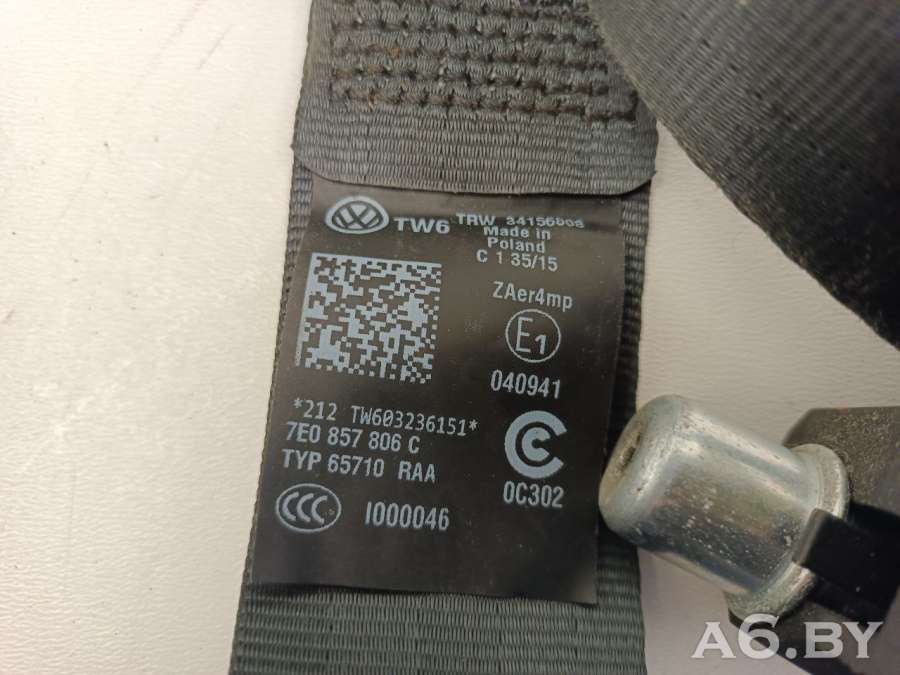 TW6 TRW
Made in
Poland
C 1 35/15
ZAer4mp
E1
040941
*212 TW603236151*
7E0 857 806 C
TYP 65710 RAA
0C302
CCC I000046
A6.BY